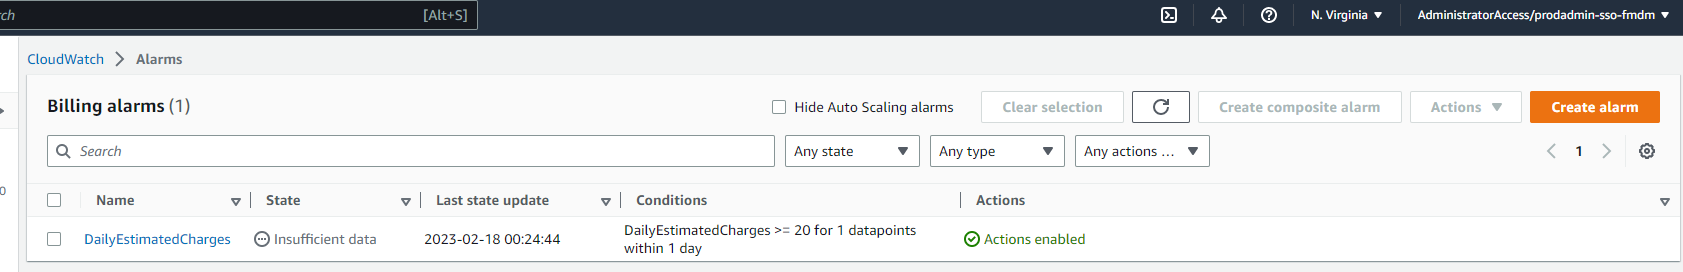 rch [Alt+S] N. Virginia AdministratorAccess/prodadmin-sso-fmdm
CloudWatch Alarms
Billing alarms (1) Hide Auto Scaling alarms Clear selection Create composite alarm Actions Create alarm
Search Any state Any type Any actions ... 1
Name State Last state update Conditions Actions
DailyEstimatedCharges Insufficient data 2023-02-18 00:24:44 DailyEstimatedCharges >= 20 for 1 datapoints Actions enabled
within 1 day